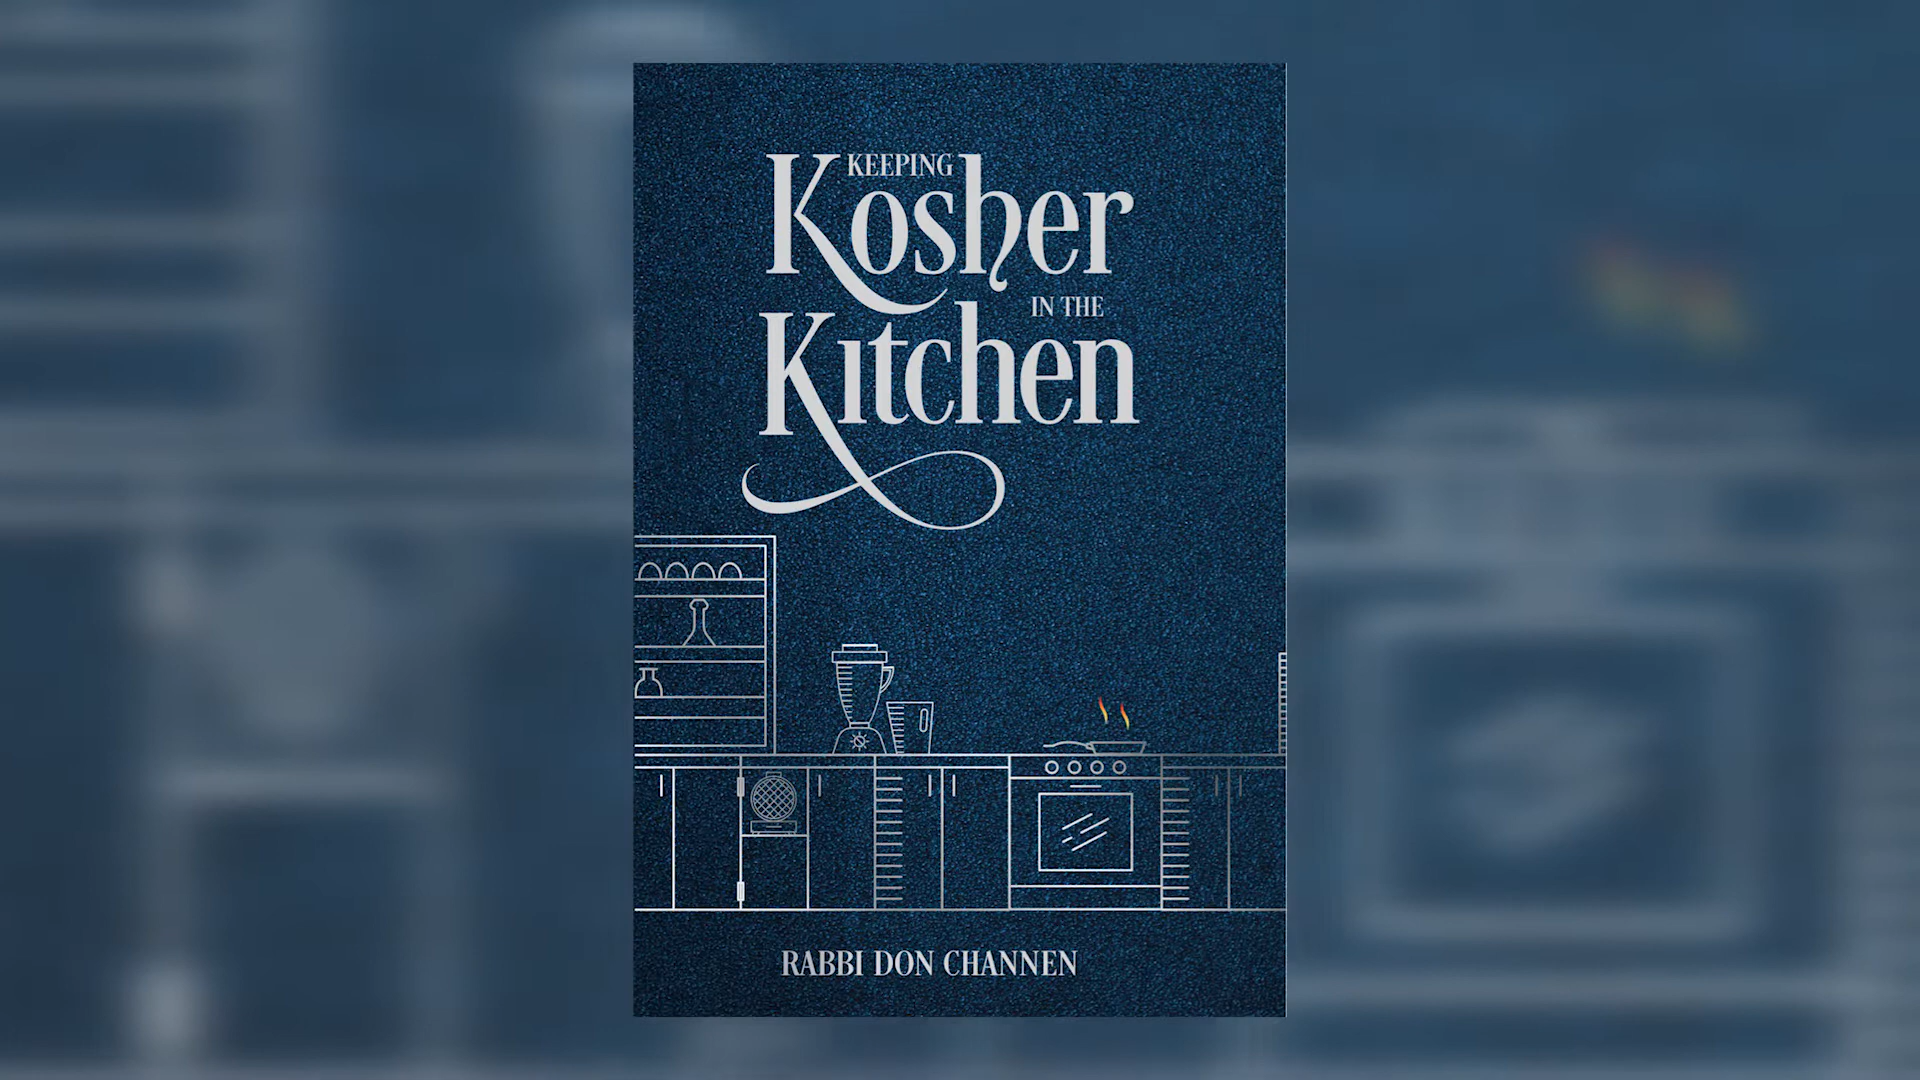 KEEPING
Kosher
IN THE
Kitchen
RABBI DON CHANNEN